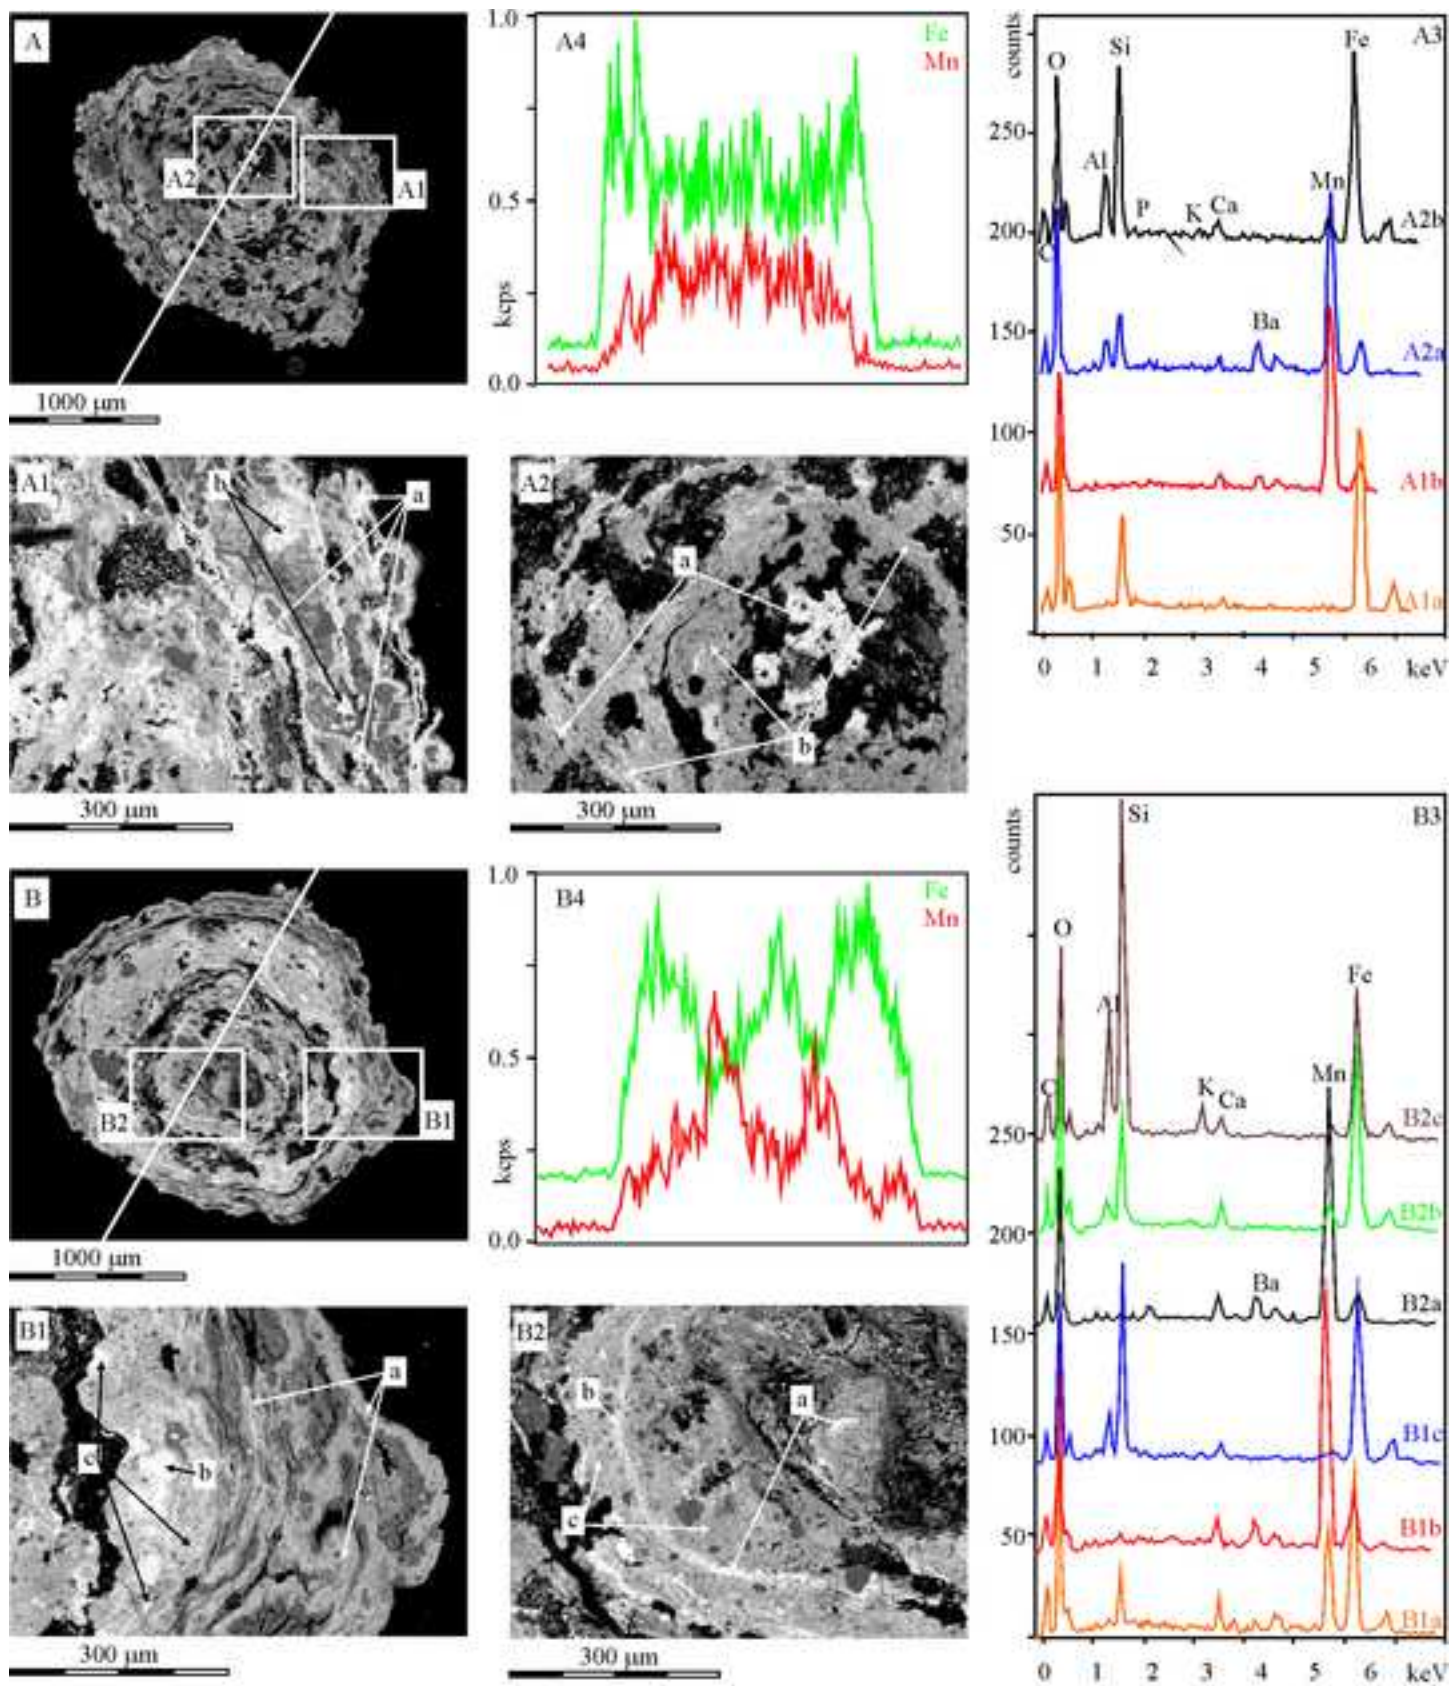 A
A2
A1
1000 μm
1.0
A4
Fe
Mn
0.5
kcps
0.0
counts
A3
O
Si
Fe
250
Al
Mn
P
K
Ca
A2b
200
C
150
Ba
A2a
100
A1b
50
A1a
0 1 2 3 4 5 6 keV
A1
b
a
300 μm
A2
a
b
300 μm
B
B2
B1
1000 μm
1.0
B4
Fe
Mn
0.5
kcps
0.0
counts
B3
Si
O
Fe
Al
Mn
C
K
Ca
250
B2c
B2b
200
Ba
B2a
150
B1c
100
B1b
50
B1a
0 1 2 3 4 5 6 keV
B1
a
c
b
300 μm
B2
b
a
c
300 μm